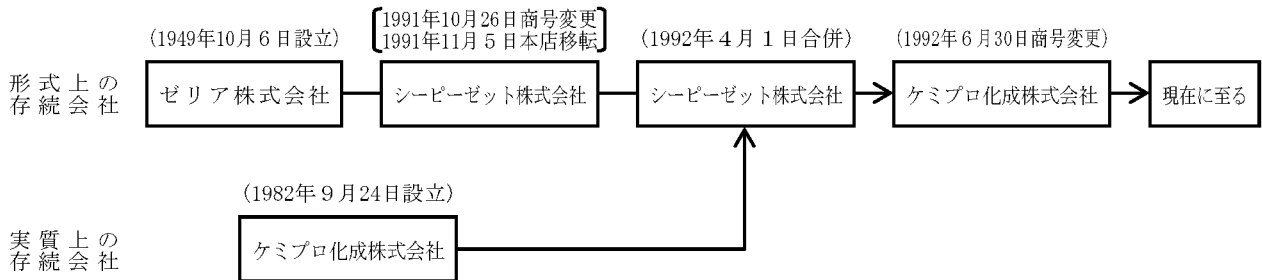 1991年10月26日商号変更
1991年11月5日本店移転
(1949年10月6日設立)
(1992年4月1日合併)
(1992年6月30日商号変更)
形式上の
存続会社
ゼリア株式会社
シーピーゼット株式会社
シーピーゼット株式会社
ケミプロ化成株式会社
現在に至る
(1982年9月24日設立)
実質上の
存続会社
ケミプロ化成株式会社